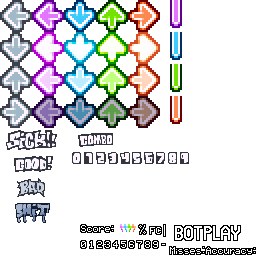 SICK!!
COMBO
GOOD!
0123456789
BAD
SHIT
Score: % FC|
BOTPLAY
0123456789-
Misses-Accuracy: